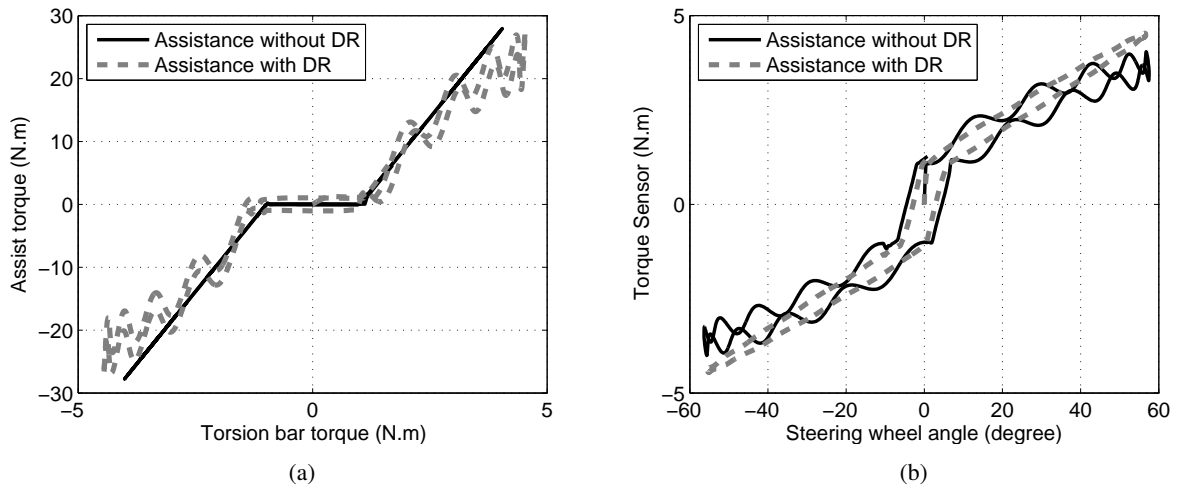 30
20
10
0
−10
−20
−30
−5
0
5
Assist torque (N.m)
Torsion bar torque (N.m)
Assistance without DR
Assistance with DR
(a)
5
0
−5
−60
−40
−20
0
20
40
60
Torque Sensor (N.m)
Steering wheel angle (degree)
Assistance without DR
Assistance with DR
(b)